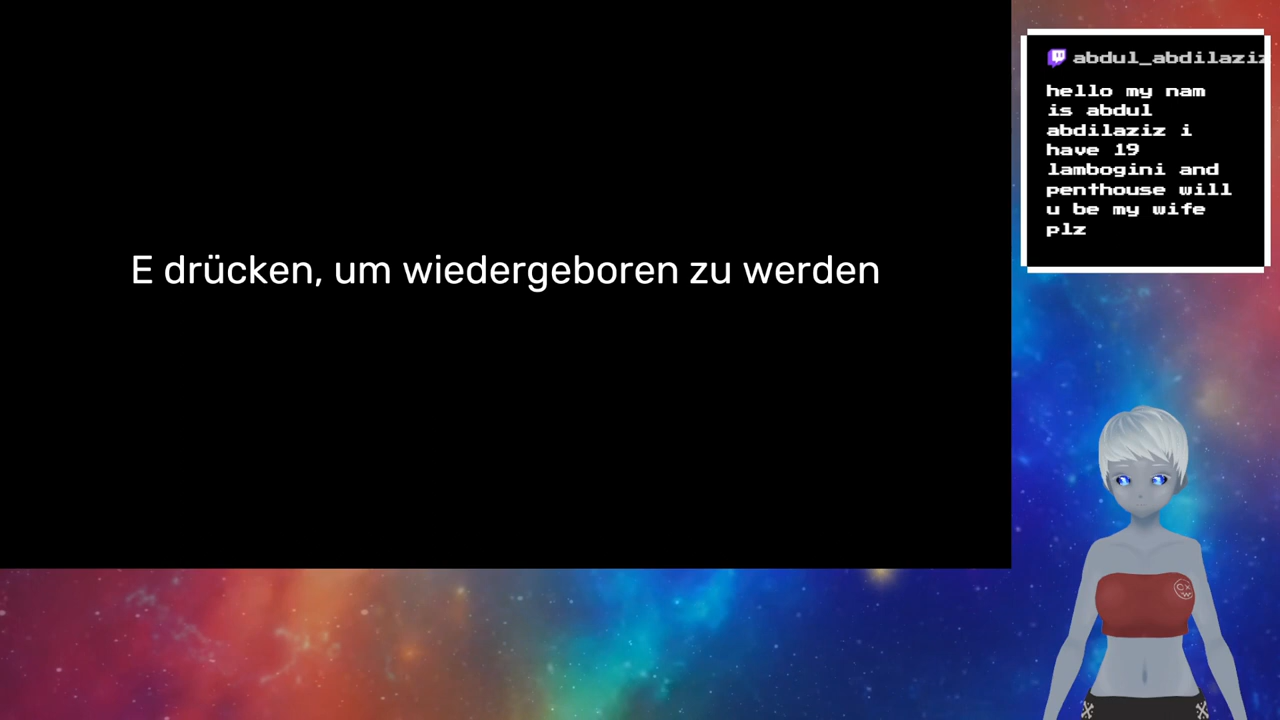 E drücken, um wiedergeboren zu werden
abdul_abdilaziz
hello my nam
is abdul
abdilaziz i
have 19
lambogini and
penthouse will
u be my wife
plz